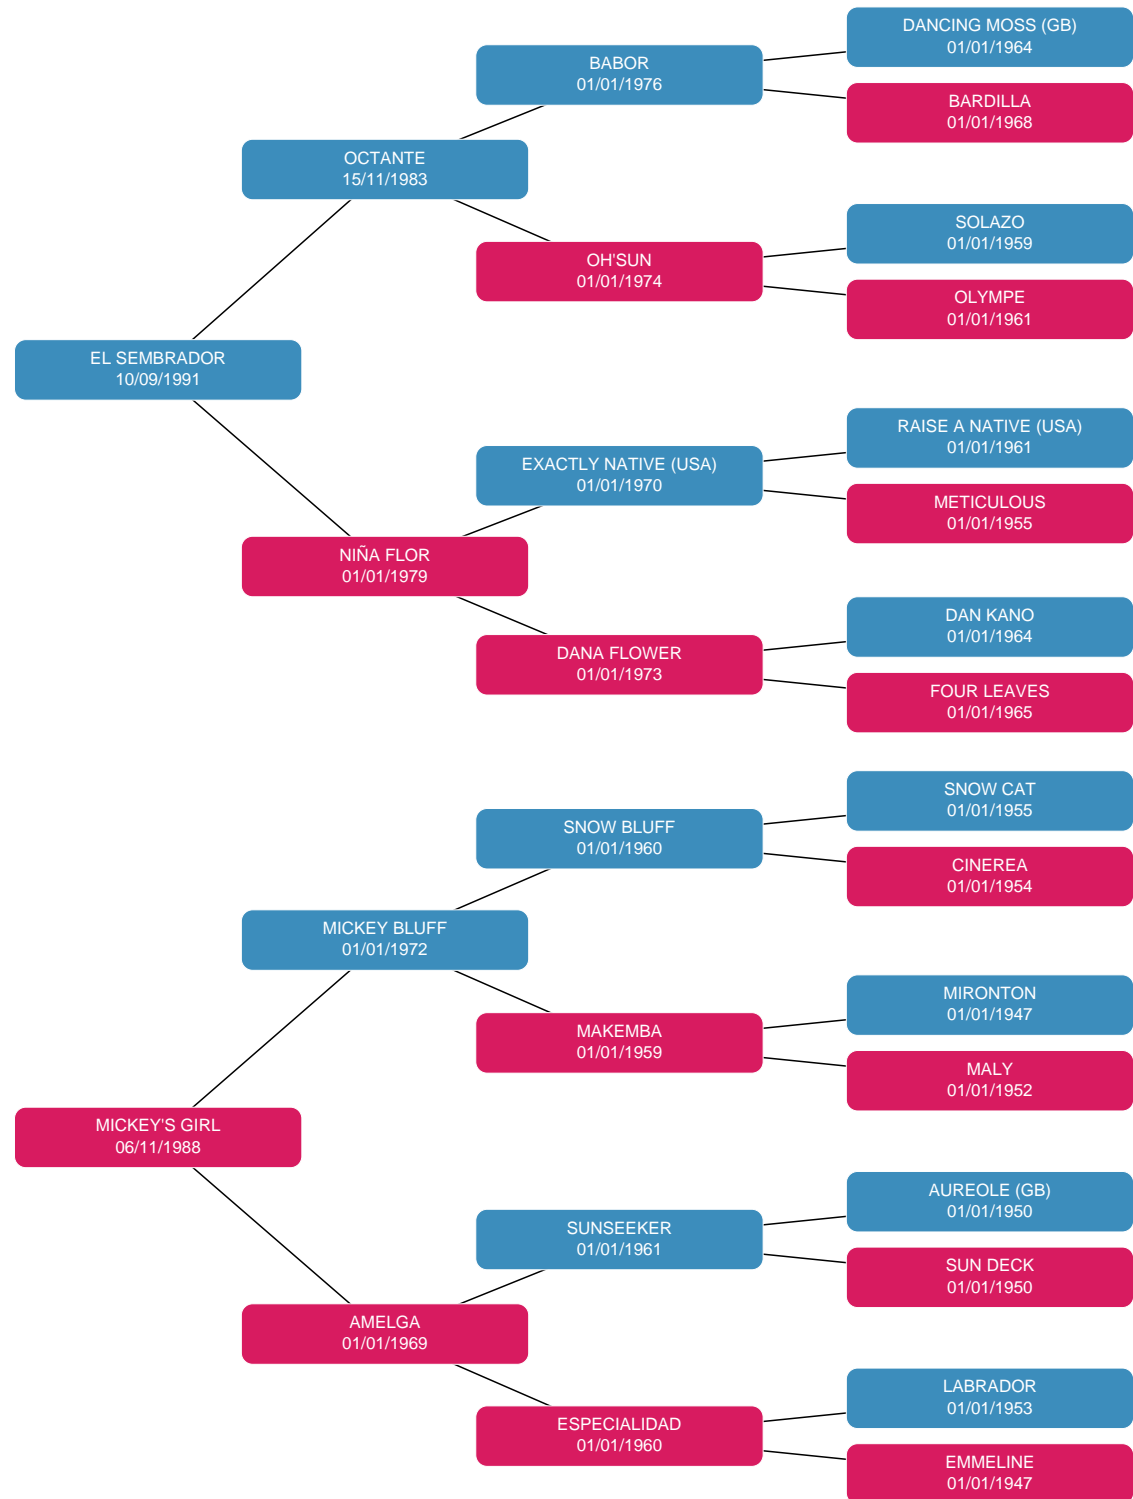 DANCING MOSS (GB)
01/01/1964
BABOR
01/01/1976
BARDILLA
01/01/1968
OCTANTE
15/11/1983
SOLAZO
01/01/1959
OH'SUN
01/01/1974
OLYMPE
01/01/1961
EL SEMBRADOR
10/09/1991
RAISE A NATIVE (USA)
01/01/1961
EXACTLY NATIVE (USA)
01/01/1970
METICULOUS
01/01/1955
NIÑA FLOR
01/01/1979
DAN KANO
01/01/1964
DANA FLOWER
01/01/1973
FOUR LEAVES
01/01/1965
SNOW CAT
01/01/1955
SNOW BLUFF
01/01/1960
CINEREA
01/01/1954
MICKEY BLUFF
01/01/1972
MIRONTON
01/01/1947
MAKEMBA
01/01/1959
MALY
01/01/1952
MICKEY'S GIRL
06/11/1988
AUREOLE (GB)
01/01/1950
SUNSEEKER
01/01/1961
SUN DECK
01/01/1950
AMELGA
01/01/1969
LABRADOR
01/01/1953
ESPECIALIDAD
01/01/1960
EMMELINE
01/01/1947